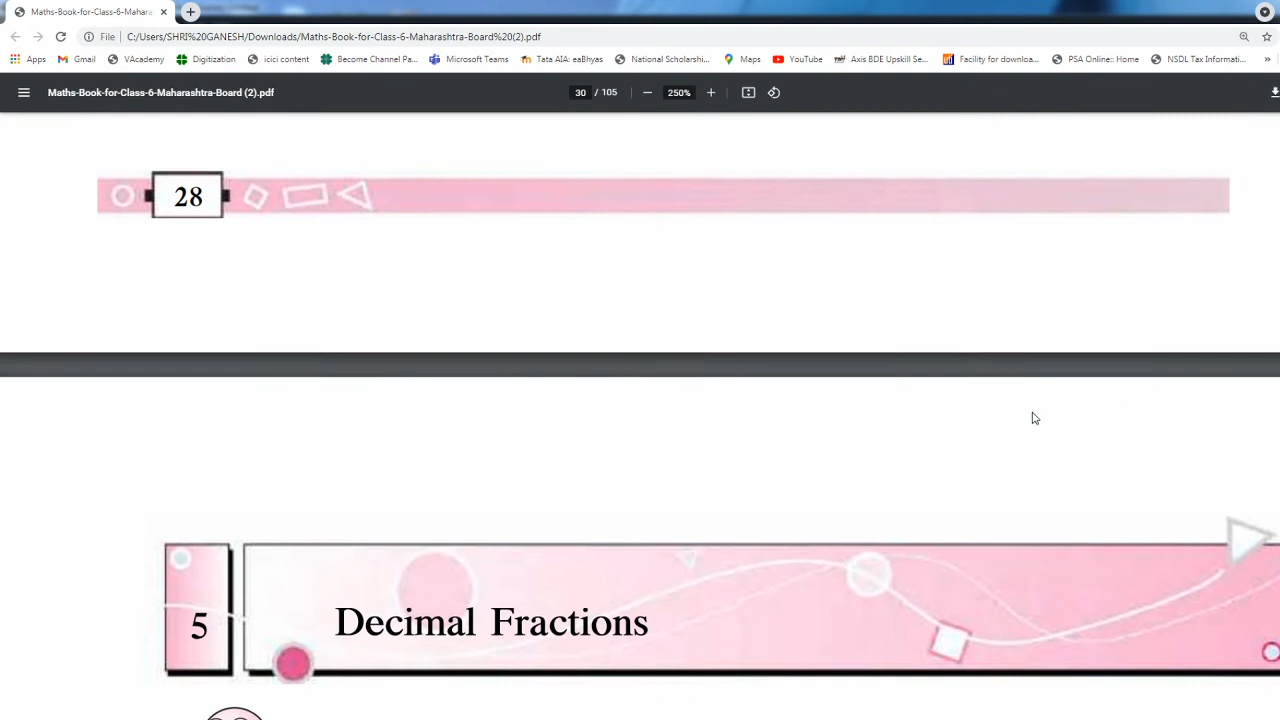 Maths-Book-for-Class-6-Mahara
File
C:/Users/SHRI%20GANESH/Downloads/Maths-Book-for-Class-6-Maharashtra-Board%20(2).pdf
Apps Gmail VAcademy Digitization icici content Become Channel Pa... Microsoft Teams Tata AIA: eaBhyas National Scholarshi... Maps YouTube Axis BDE Upskill Se... Facility for downloa... PSA Online:: Home NSDL Tax Informati... »
Maths-Book-for-Class-6-Maharashtra-Board (2).pdf 30 / 105 250%
28
5 Decimal Fractions